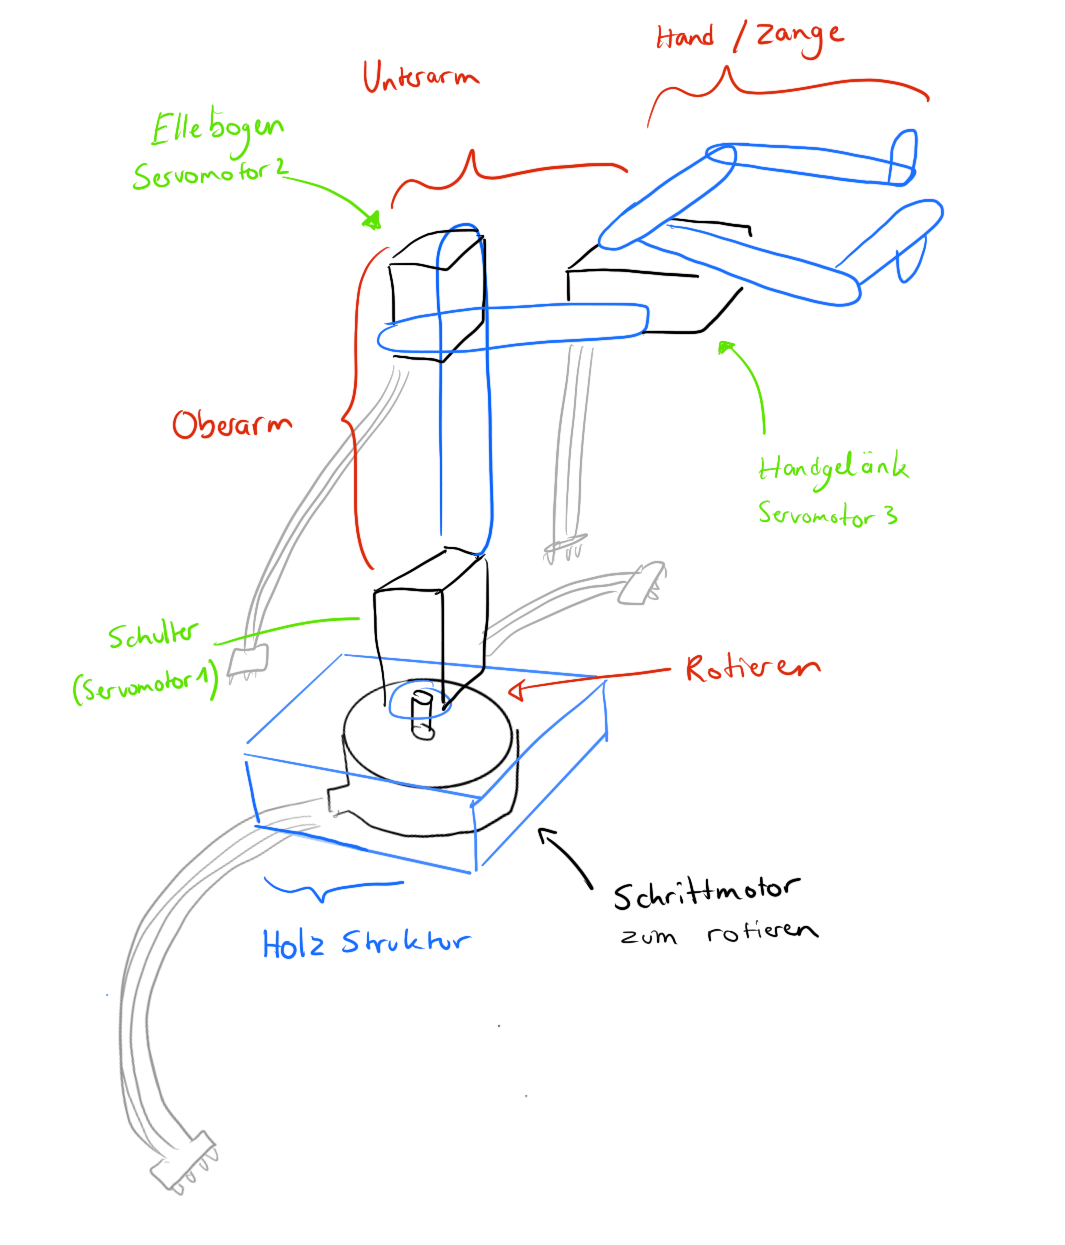 Hand / Zange
Unterarm
Ellebogen
Servomotor 2
Oberarm
Handgelänk
Servomotor 3
Schulter
(Servomotor 1)
Rotieren
Schrittmotor
zum rotieren
Holz Struktur